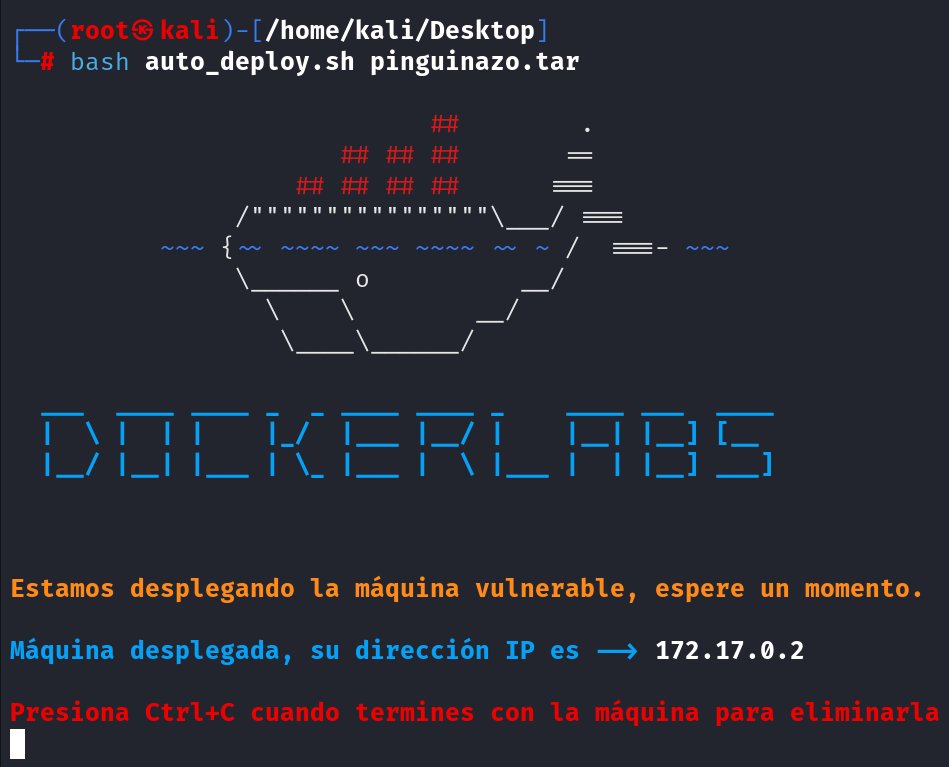 ┌──(root㉿kali)-[/home/kali/Desktop]
└─# bash auto_deploy.sh pinguinazo.tar
## .
## ## ## ==
## ## ## ## ===
/"""""""""""""""""\___/ ===
~~~ {~~ ~~~~ ~~~ ~~~~ ~~ ~ / ===- ~~~
\______ o __/
\ \ __/
\____\______/
DOCKERLABS
Estamos desplegando la máquina vulnerable, espere un momento.
Máquina desplegada, su dirección IP es --> 172.17.0.2
Presiona Ctrl+C cuando termines con la máquina para eliminarla